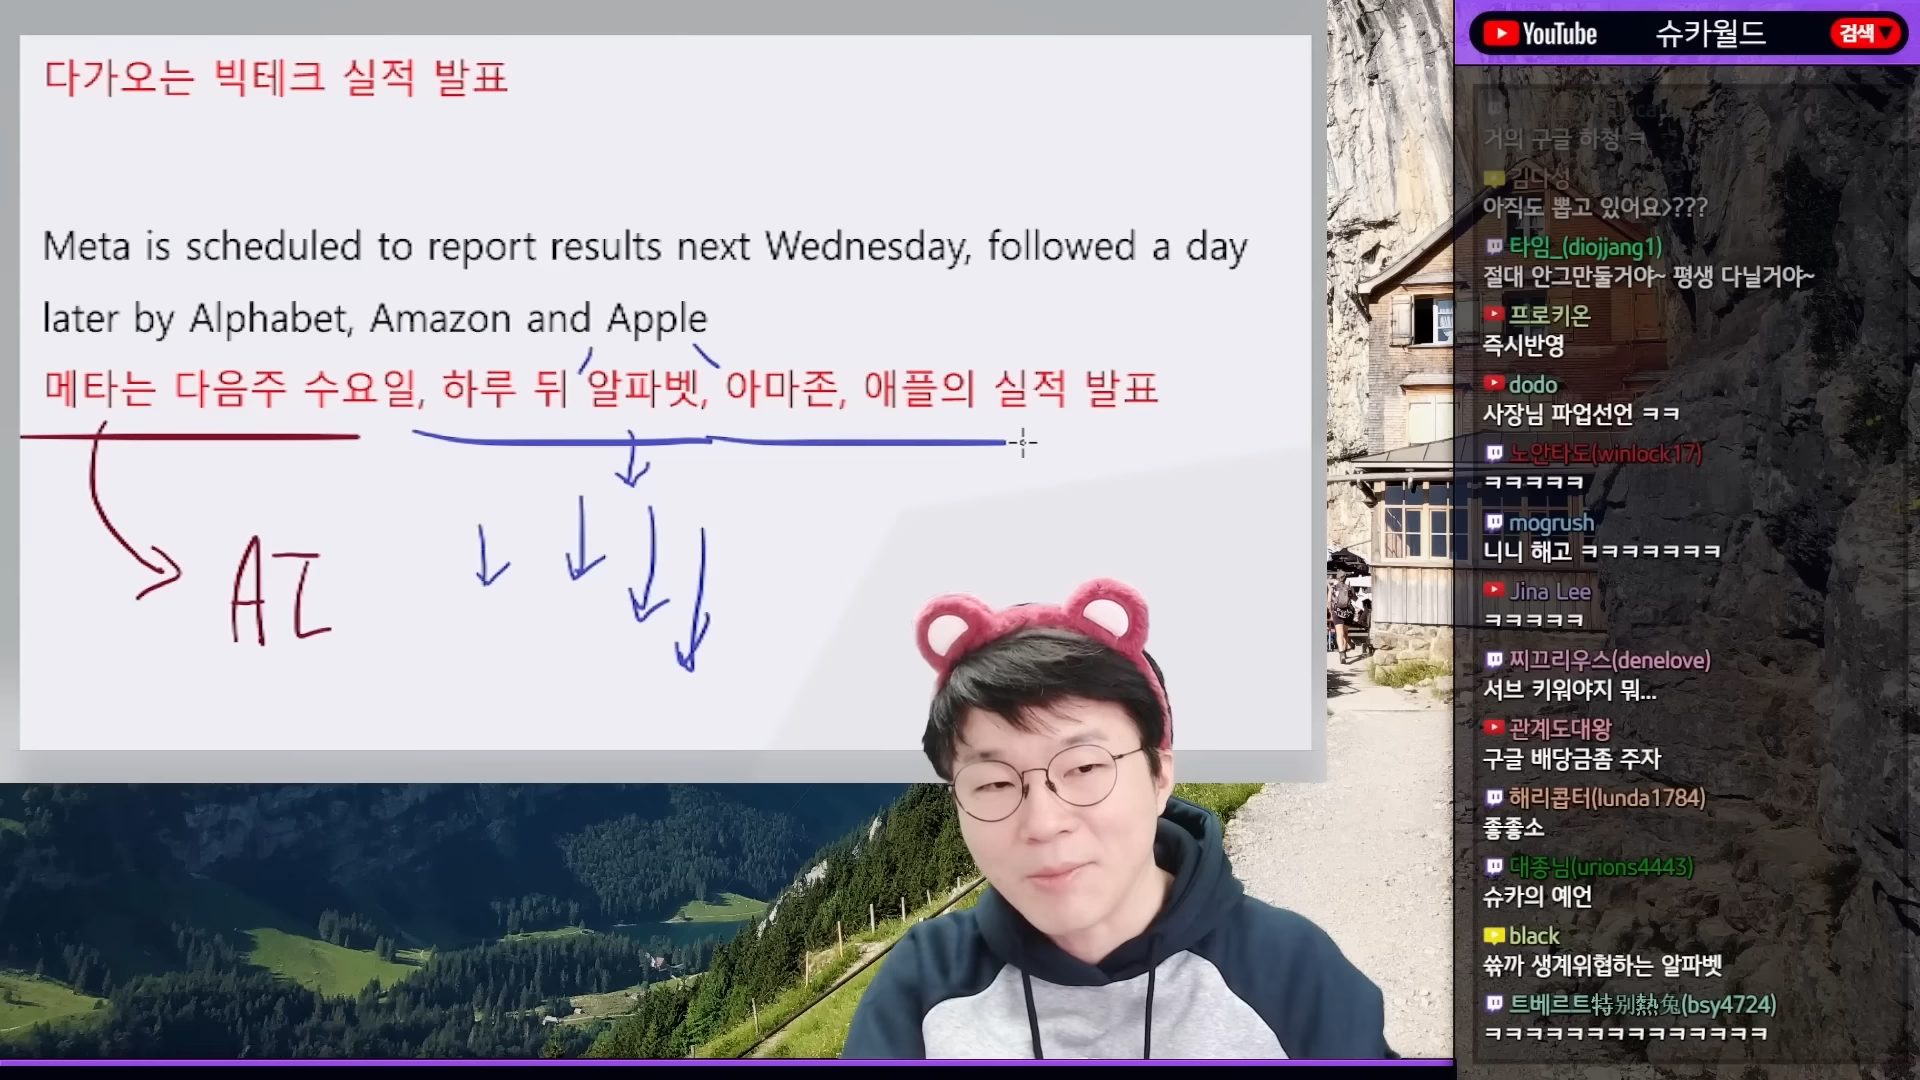 다가오는 빅테크 실적 발표
Meta is scheduled to report results next Wednesday, followed a day
later by Alphabet, Amazon and Apple
메타는 다음주 수요일, 하루 뒤 알파벳, 아마존, 애플의 실적 발표
AI
YouTube 슈카월드 검색
거의 구글 하청 ㅋ
김다성
아직도 뽑고 있어요>???
타임_(diojjang1)
절대 안그만둘거야~ 평생 다닐거야~
프로키온
즉시반영
dodo
사장님 파업선언 ㅋㅋ
노안타도(winlock17)
ㅋㅋㅋㅋㅋ
mogrush
니니 해고 ㅋㅋㅋㅋㅋㅋㅋ
Jina Lee
ㅋㅋㅋㅋㅋ
찌끄리우스(denelove)
서브 키워야지 뭐...
관계도대왕
구글 배당금좀 주자
해리콥터(lunda1784)
좋좋소
대종님(urions4443)
슈카의 예언
black
쓖까 생계위협하는 알파벳
트베르트特別熱兔(bsy4724)
ㅋㅋㅋㅋㅋㅋㅋㅋㅋㅋㅋㅋㅋㅋ